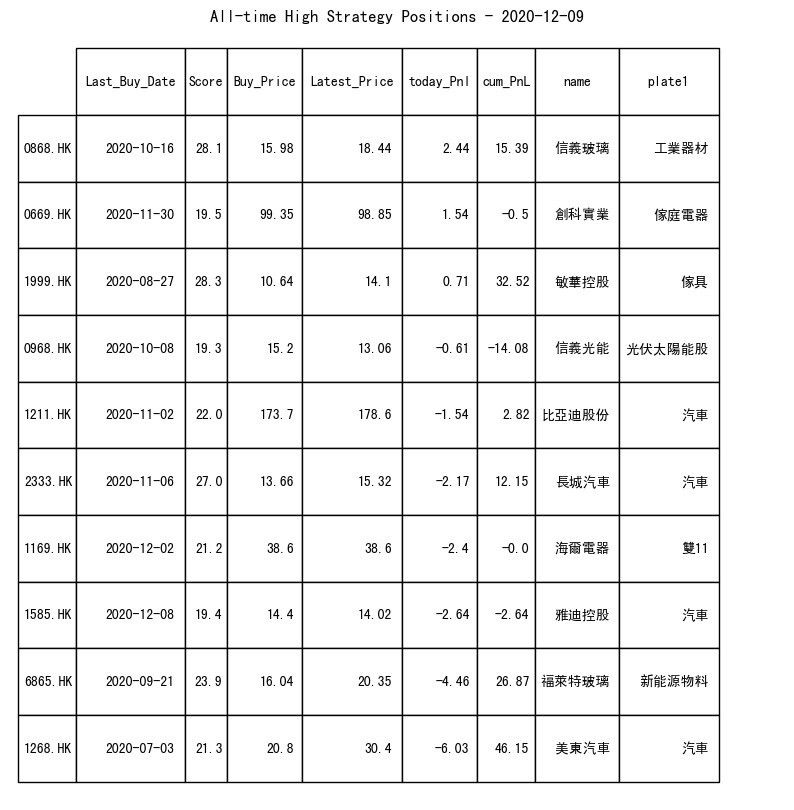 All-time High Strategy Positions - 2020-12-09
Last_Buy_Date Score Buy_Price Latest_Price today_Pnl cum_PnL name plate1
0868.HK 2020-10-16 28.1 15.98 18.44 2.44 15.39 信義玻璃 工業器材
0669.HK 2020-11-30 19.5 99.35 98.85 1.54 -0.5 創科實業 傢庭電器
1999.HK 2020-08-27 28.3 10.64 14.1 0.71 32.52 敏華控股 傢具
0968.HK 2020-10-08 19.3 15.2 13.06 -0.61 -14.08 信義光能 光伏太陽能股
1211.HK 2020-11-02 22.0 173.7 178.6 -1.54 2.82 比亞迪股份 汽車
2333.HK 2020-11-06 27.0 13.66 15.32 -2.17 12.15 長城汽車 汽車
1169.HK 2020-12-02 21.2 38.6 38.6 -2.4 -0.0 海爾電器 雙11
1585.HK 2020-12-08 19.4 14.4 14.02 -2.64 -2.64 雅迪控股 汽車
6865.HK 2020-09-21 23.9 16.04 20.35 -4.46 26.87 福萊特玻璃 新能源物料
1268.HK 2020-07-03 21.3 20.8 30.4 -6.03 46.15 美東汽車 汽車